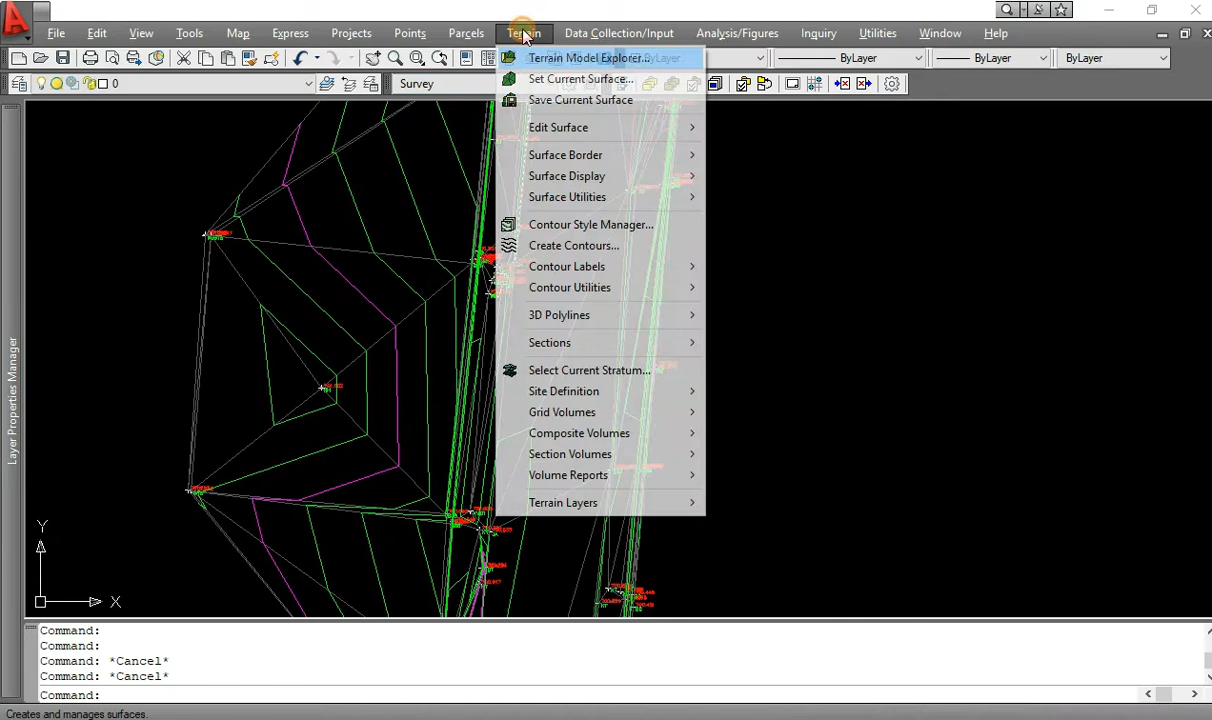 File Edit View Tools Map Express Projects Points Parcels Terrain Data Collection/Input Analysis/Figures Inquiry Utilities Window Help
ByLayer ByLayer ByLayer ByLayer
0 Survey
Terrain Model Explorer...
Set Current Surface...
Save Current Surface
Edit Surface
Surface Border
Surface Display
Surface Utilities
Contour Style Manager...
Create Contours...
Contour Labels
Contour Utilities
3D Polylines
Sections
Select Current Stratum...
Site Definition
Grid Volumes
Composite Volumes
Section Volumes
Volume Reports
Terrain Layers
Layer Properties Manager
Y
X
Command:
Command:
Command: *Cancel*
Command: *Cancel*
Command:
Creates and manages surfaces.